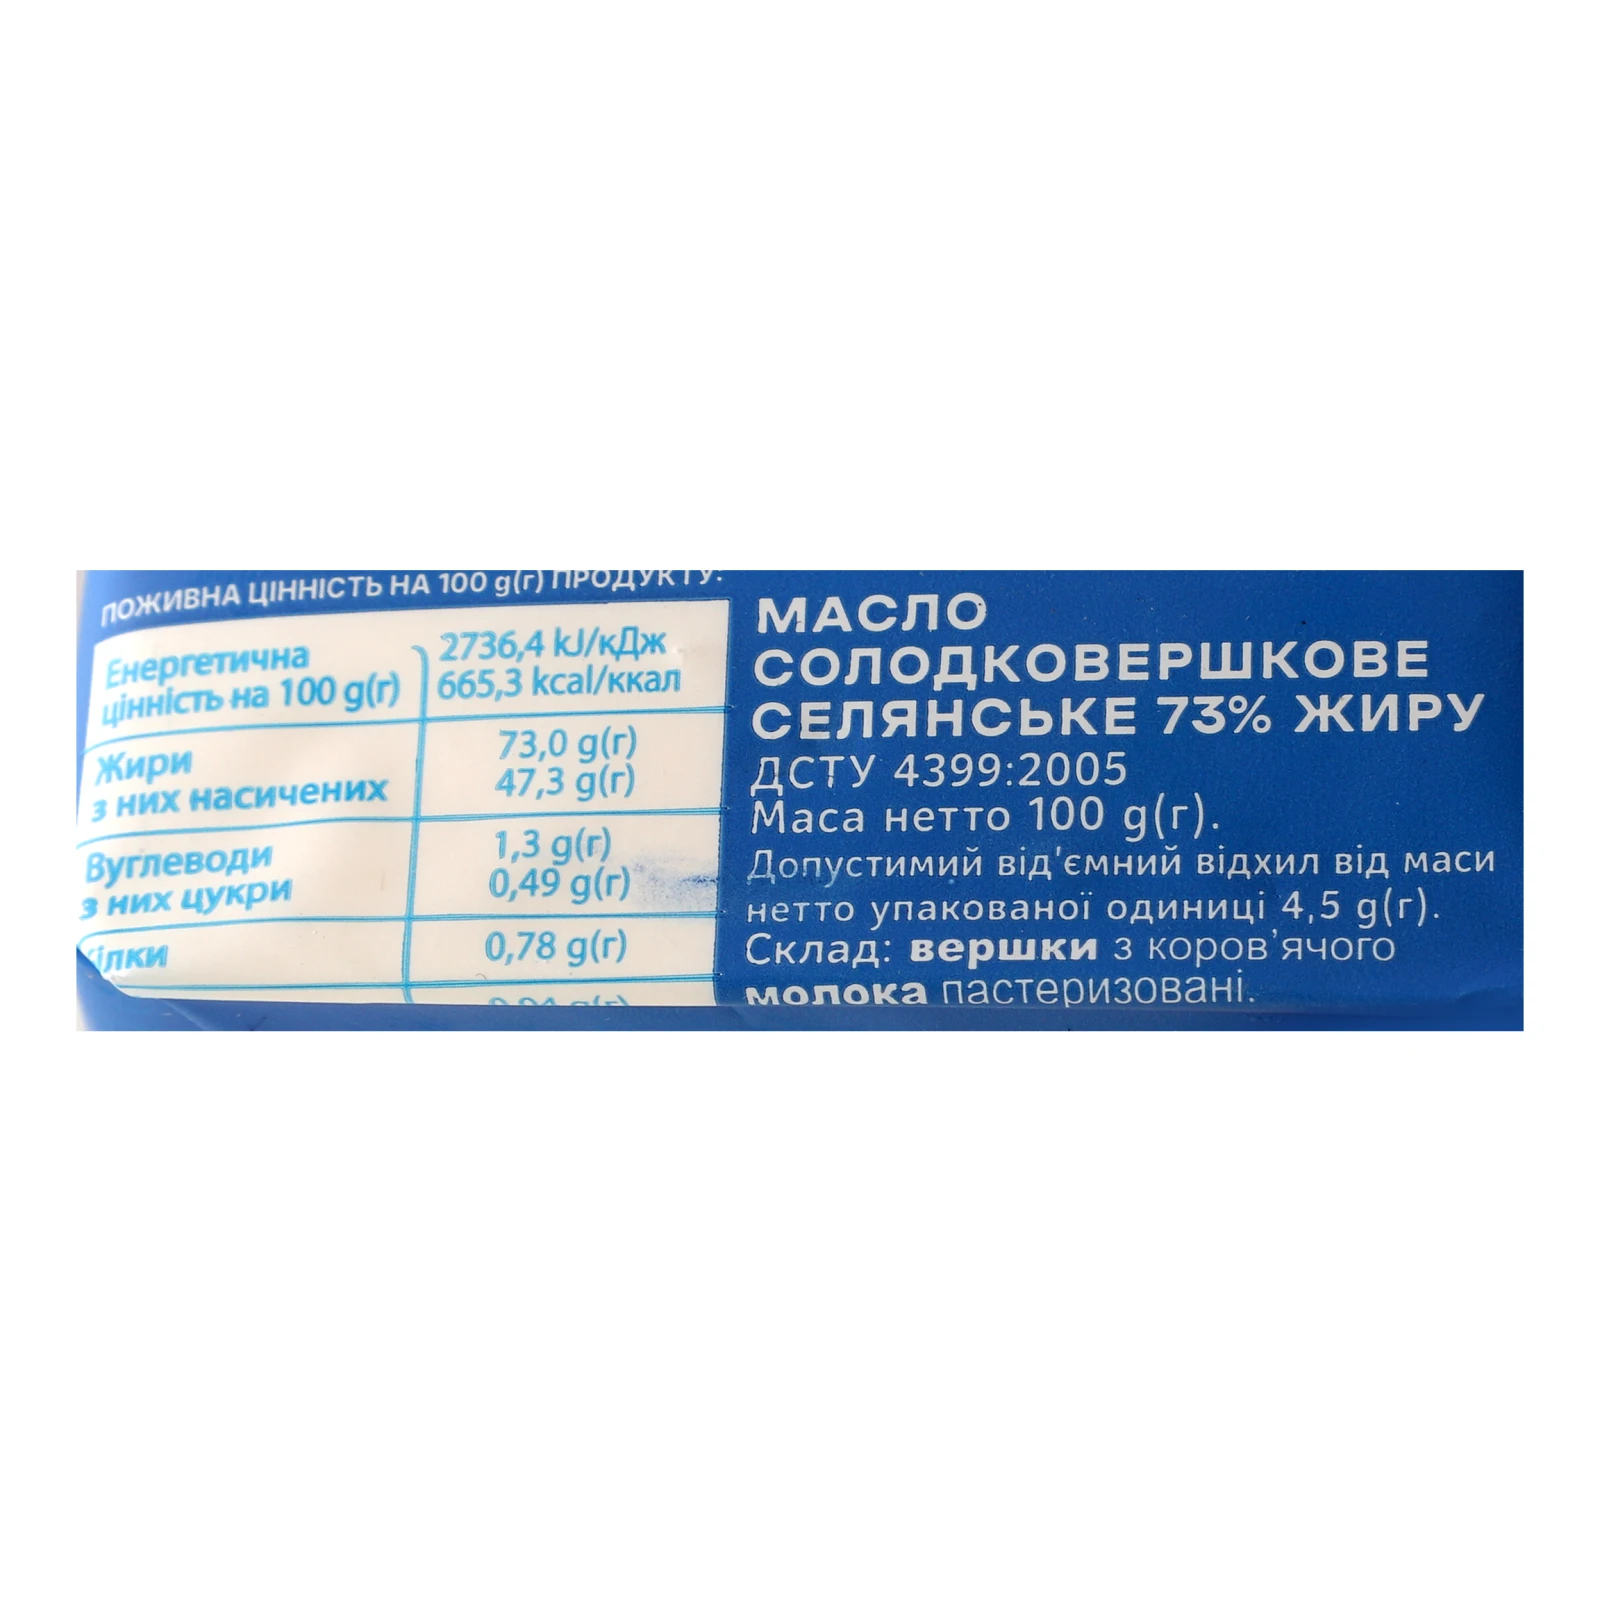 ПОЖИВНА ЦІННІСТЬ НА 100 g(г) ПРОДУКТУ:
Енергетична
цінність на 100 g(г)
2736,4 kJ/кДж
665,3 kcal/ккал
Жири
з них насичених
73,0 g(г)
47,3 g(г)
Вуглеводи
з них цукри
1,3 g(г)
0,49 g(г)
ілки
0,78 g(г)
МАСЛО
СОЛОДКОВЕРШКОВЕ
СЕЛЯНСЬКЕ 73% ЖИРУ
ДСТУ 4399:2005
Маса нетто 100 g(г).
Допустимий від'ємний відхил від маси
нетто упакованої одиниці 4,5 g(г).
Склад: вершки з коров'ячого
молока пастеризовані.